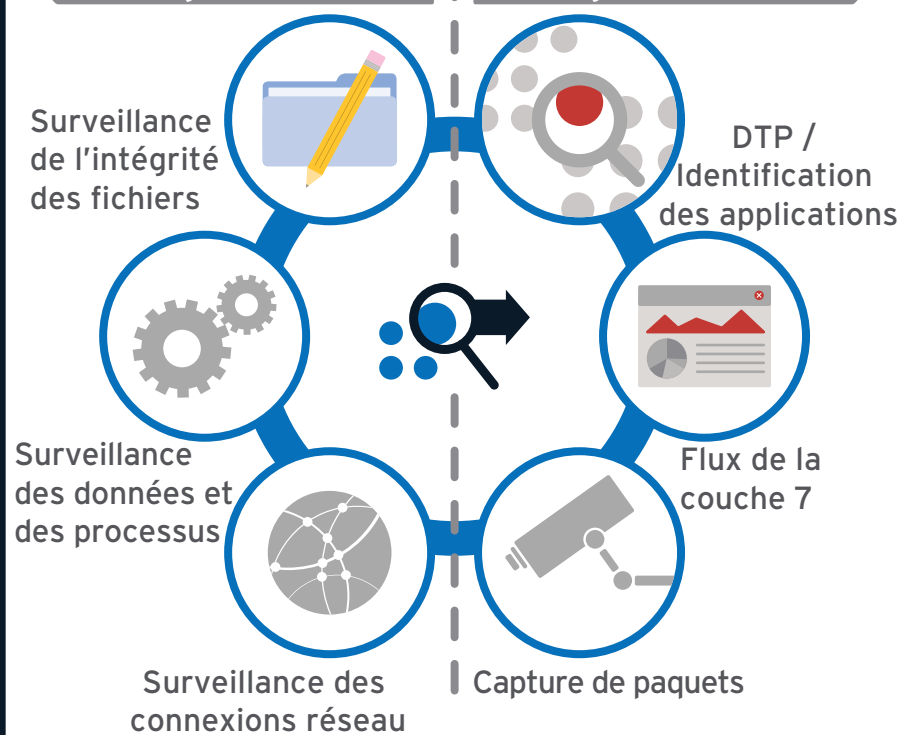 Surveillance
de l'intégrité
des fichiers
DTP /
Identification
des applications
Surveillance
des données et
des processus
Flux de la
couche 7
Surveillance des
connexions réseau
Capture de paquets